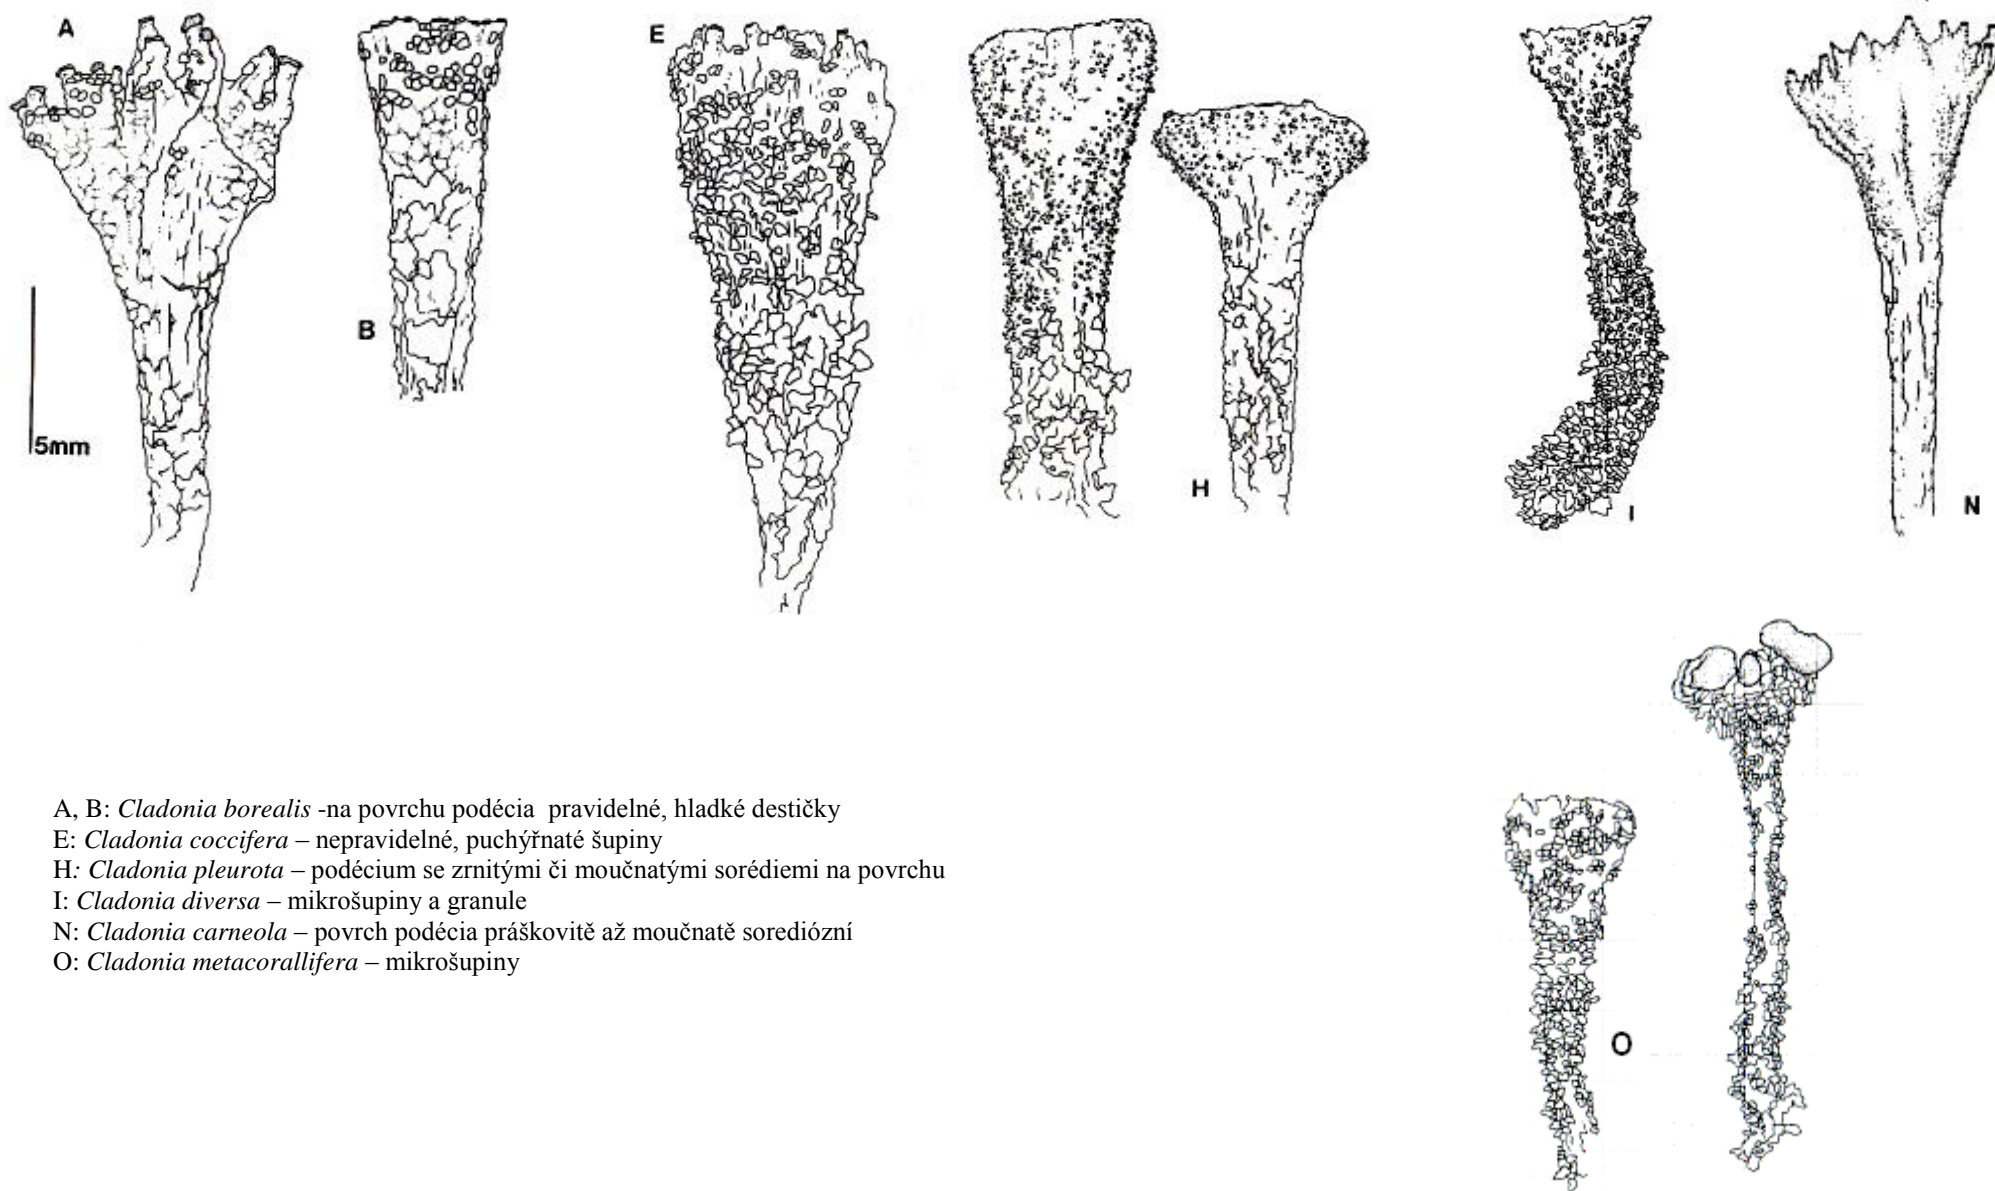 A
B
E
H
I
N
5mm
O
A, B: Cladonia borealis -na povrchu podécia  pravidelné, hladké destičky
E: Cladonia coccifera – nepravidelné, puchýřnaté šupiny
H: Cladonia pleurota – podécium se zrnitými či moučnatými sorédiemi na povrchu
I: Cladonia diversa – mikrošupiny a granule
N: Cladonia carneola – povrch podécia práškovitě až moučnatě sorediózní
O: Cladonia metacorallifera – mikrošupiny